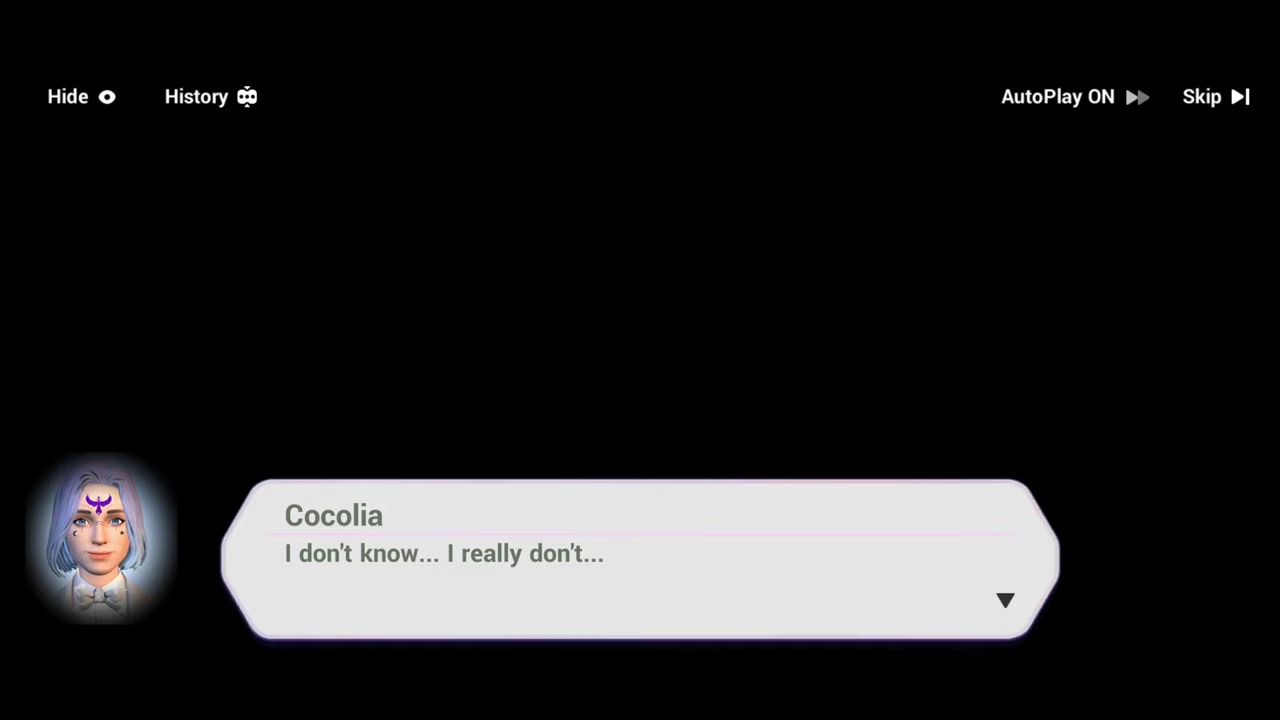 Hide
History
AutoPlay ON
Skip
Cocolia
I don't know... I really don't...